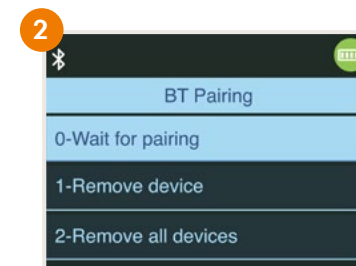 2
BT Pairing
0-Wait for pairing
1-Remove device
2-Remove all devices